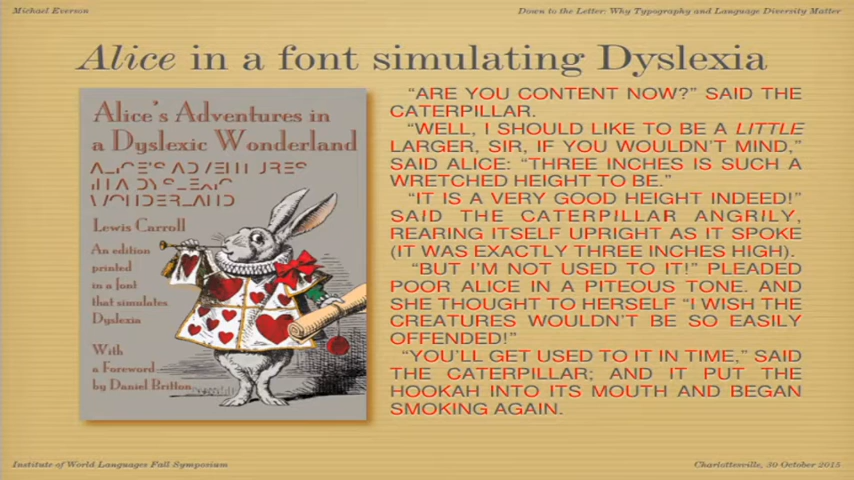 Michael Everson
Down to the Letter: Why Typography and Language Diversity Matter
Alice in a font simulating Dyslexia
Alice's Adventures in
a Dyslexic Wonderland
ALICE'S ADVENTURES
IN A DYSLEXIC
WONDERLAND
Lewis Carroll
An edition
printed
in a font
that simulates
Dyslexia
With
a Foreword
by Daniel Britton
“ARE YOU CONTENT NOW?” SAID THE
CATERPILLAR.
“WELL, I SHOULD LIKE TO BE A LITTLE
LARGER, SIR, IF YOU WOULDN’T MIND,”
SAID ALICE: “THREE INCHES IS SUCH A
WRETCHED HEIGHT TO BE.”
“IT IS A VERY GOOD HEIGHT INDEED!”
SAID THE CATERPILLAR ANGRILY,
REARING ITSELF UPRIGHT AS IT SPOKE
(IT WAS EXACTLY THREE INCHES HIGH).
“BUT I’M NOT USED TO IT!” PLEADED
POOR ALICE IN A PITEOUS TONE. AND
SHE THOUGHT TO HERSELF “I WISH THE
CREATURES WOULDN’T BE SO EASILY
OFFENDED!”
“YOU’LL GET USED TO IT IN TIME,” SAID
THE CATERPILLAR; AND IT PUT THE
HOOKAH INTO ITS MOUTH AND BEGAN
SMOKING AGAIN.
Institute of World Languages Fall Symposium
Charlottesville, 30 October 2015